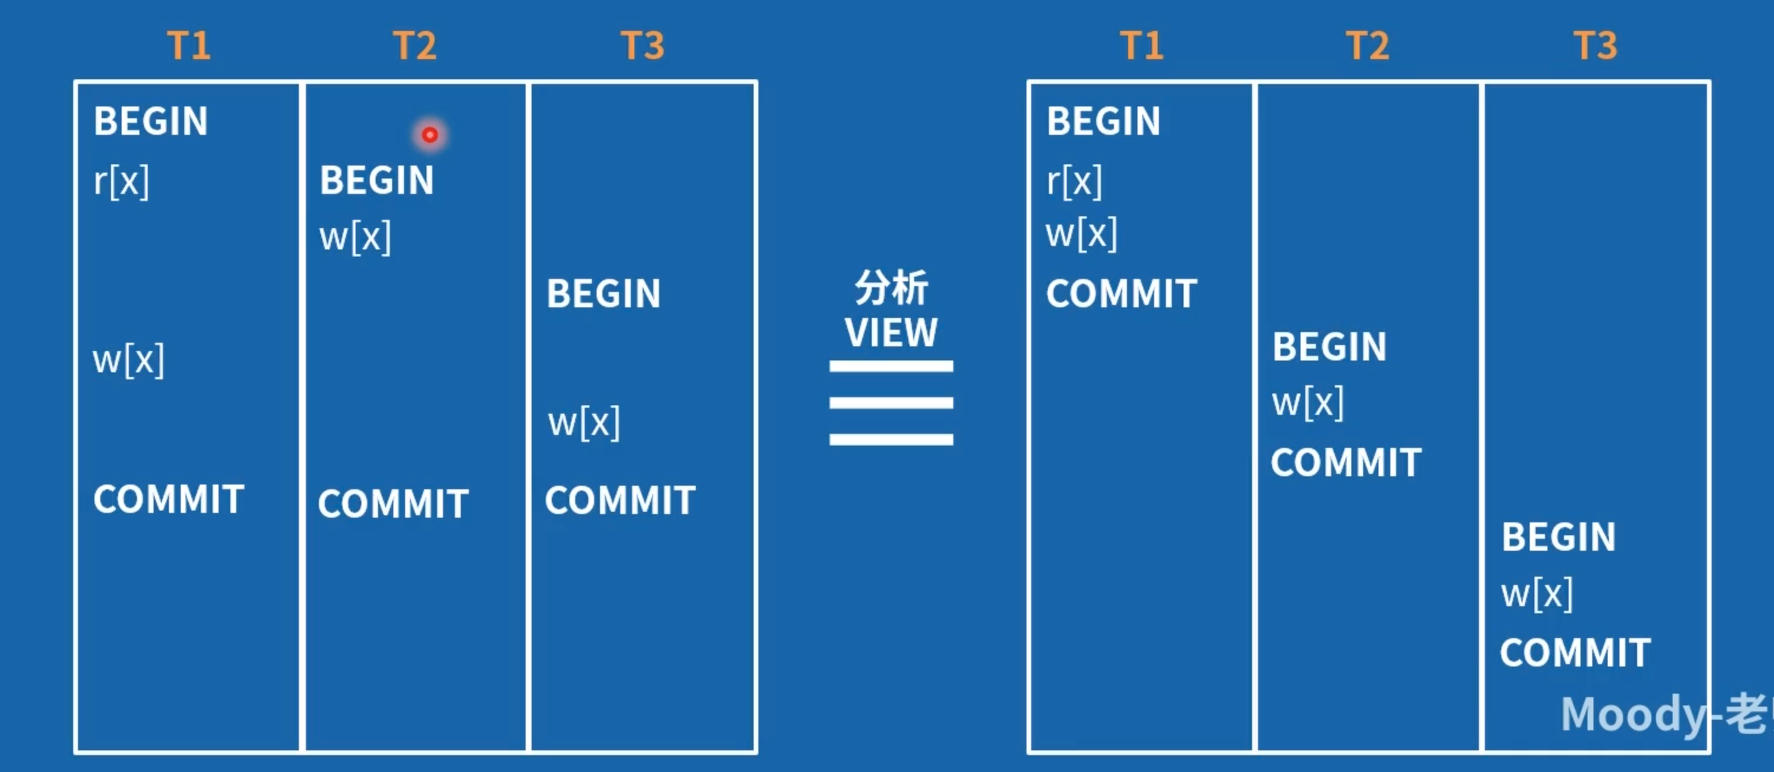 T1 T2 T3
BEGIN
r[x] BEGIN
w[x]
BEGIN
w[x]
w[x]
COMMIT COMMIT COMMIT
分析
VIEW
T1 T2 T3
BEGIN
r[x]
w[x]
COMMIT
BEGIN
w[x]
COMMIT
BEGIN
w[x]
COMMIT
Moody-老